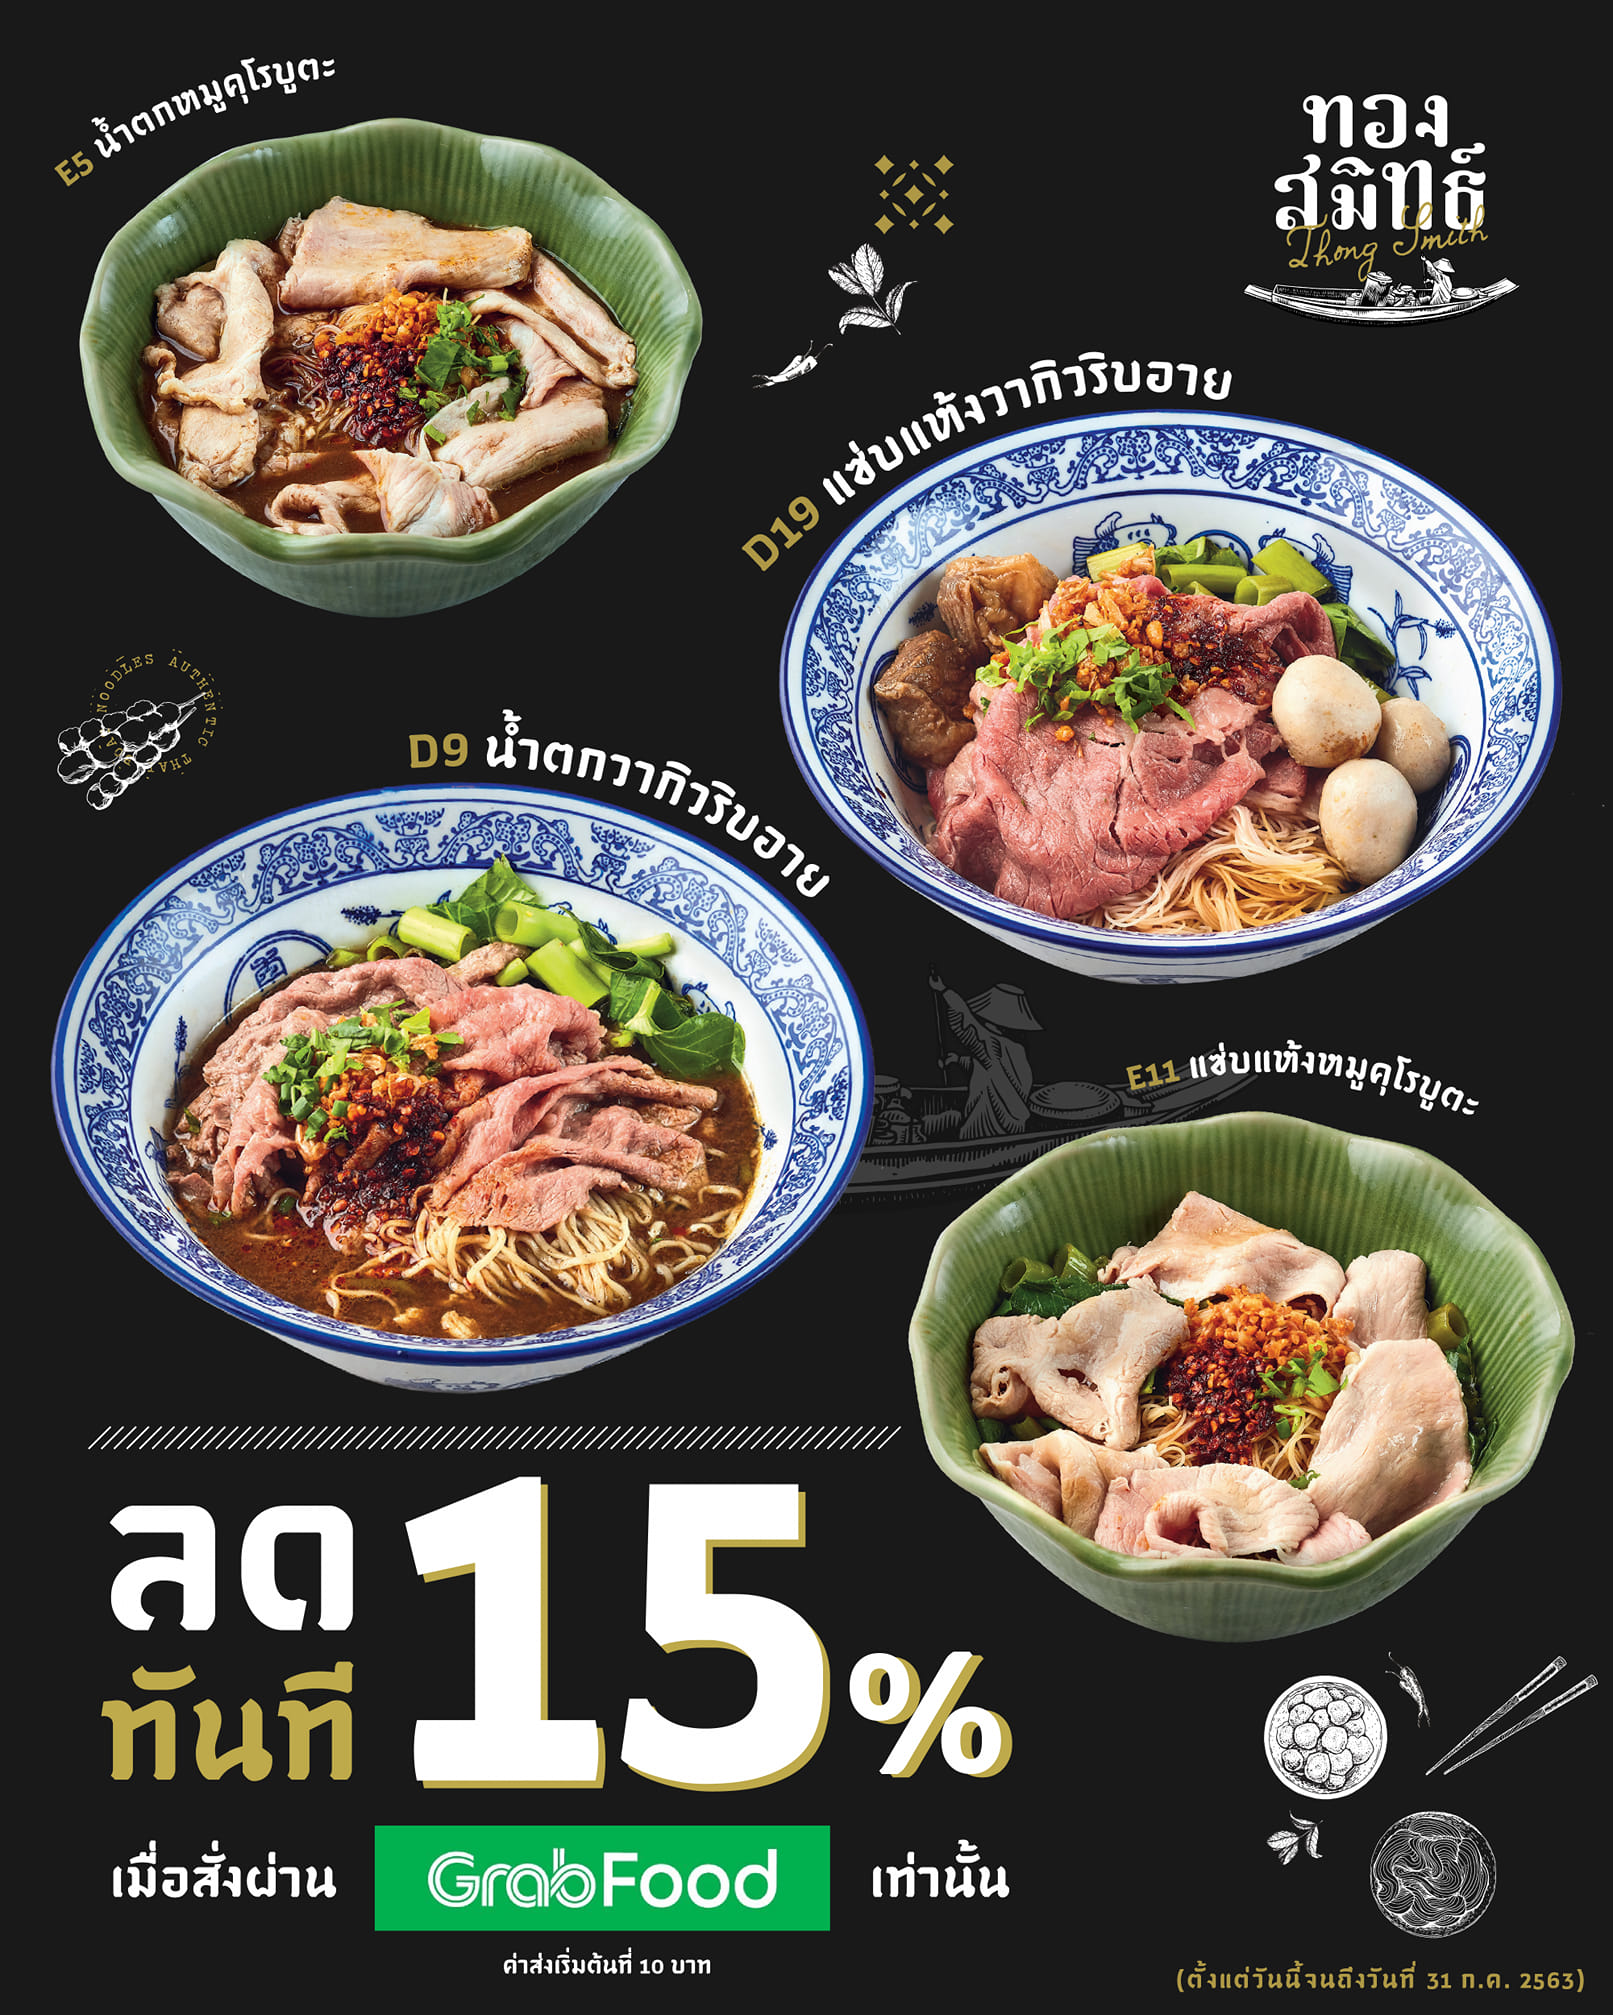 E5 น้ำตกหมูคุโรบูตะ
ทอง
สมิทธ์
Thong Smith
D19 แซ่บแห้งวากิวริบอาย
NOODLES AUTHENTIC THAI
D9 น้ำตกวากิวริบอาย
E11 แซ่บแห้งหมูคุโรบูตะ
ลด
ทันที
15%
เมื่อสั่งผ่าน GrabFood เท่านั้น
ค่าส่งเริ่มต้นที่ 10 บาท
(ตั้งแต่วันนี้จนถึงวันที่ 31 ก.ค. 2563)